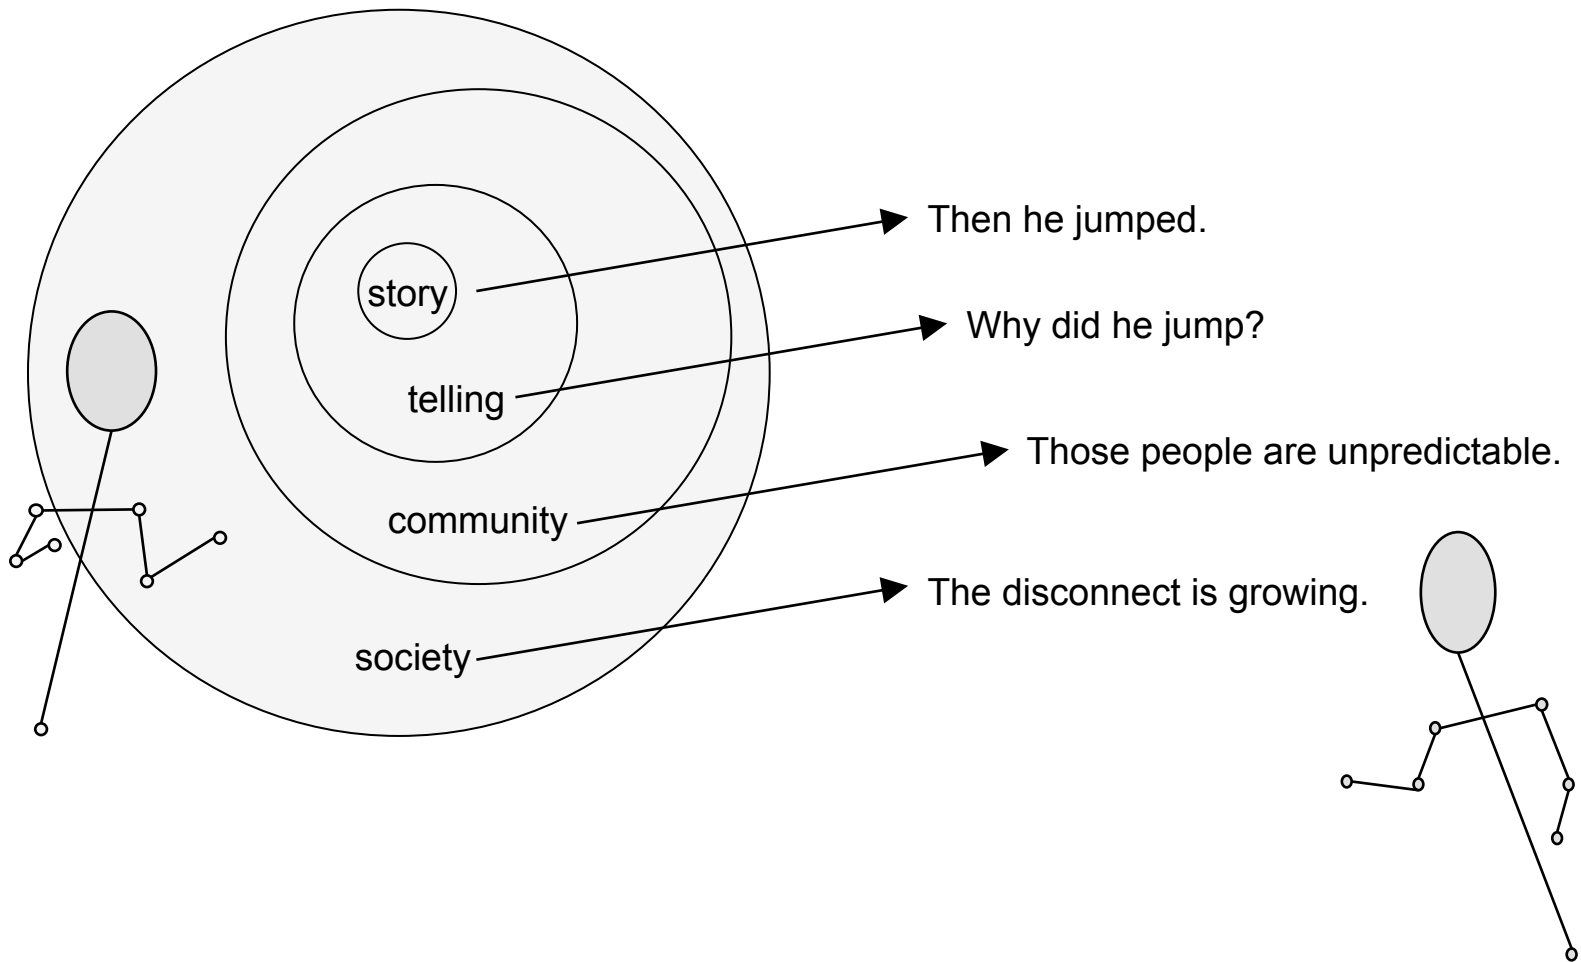 story
Then he jumped.
telling
Why did he jump?
community
Those people are unpredictable.
society
The disconnect is growing.